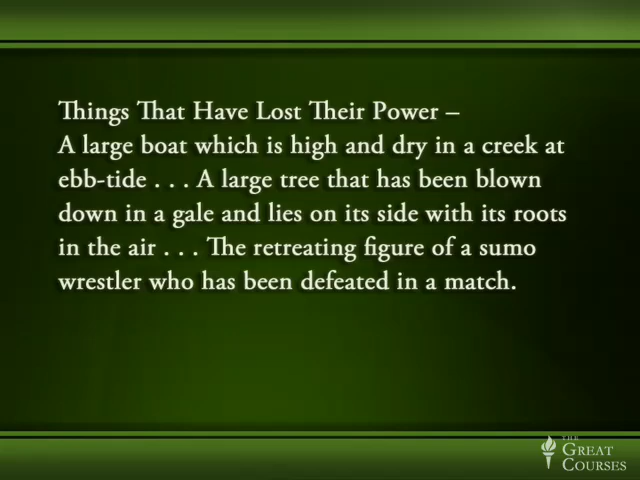 Things That Have Lost Their Power –
A large boat which is high and dry in a creek at
ebb-tide . . . A large tree that has been blown
down in a gale and lies on its side with its roots
in the air . . . The retreating figure of a sumo
wrestler who has been defeated in a match.
THE
GREAT
COURSES